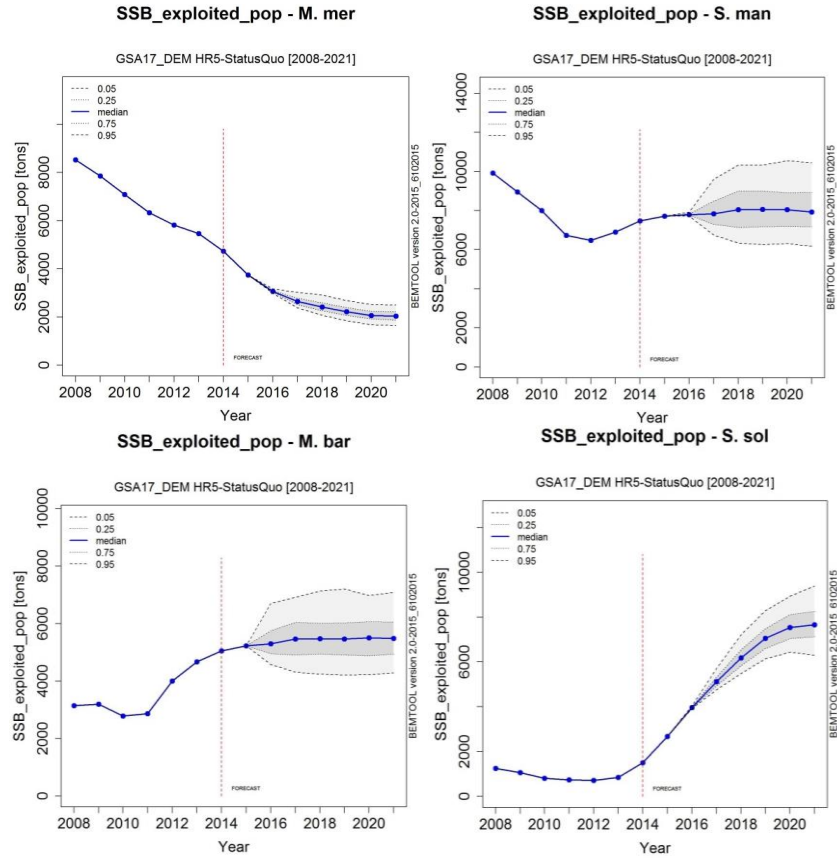 SSB_exploited_pop - M. mer
GSA17_DEM HR5-StatusQuo [2008-2021]
0.05
0.25
median
0.75
0.95
SSB_exploited_pop [tons]
0
2000
4000
6000
8000
FORECAST
2008 2010 2012 2014 2016 2018 2020
Year
BEMTOOL version 2.0-2015_6102015
SSB_exploited_pop - S. man
GSA17_DEM HR5-StatusQuo [2008-2021]
0.05
0.25
median
0.75
0.95
SSB_exploited_pop [tons]
0
2000
4000
6000
10000
14000
FORECAST
2008 2010 2012 2014 2016 2018 2020
Year
BEMTOOL version 2.0-2015_6102015
SSB_exploited_pop - M. bar
GSA17_DEM HR5-StatusQuo [2008-2021]
0.05
0.25
median
0.75
0.95
SSB_exploited_pop [tons]
0
2000
4000
6000
8000
10000
FORECAST
2008 2010 2012 2014 2016 2018 2020
Year
BEMTOOL version 2.0-2015_6102015
SSB_exploited_pop - S. sol
GSA17_DEM HR5-StatusQuo [2008-2021]
0.05
0.25
median
0.75
0.95
SSB_exploited_pop [tons]
0
2000
4000
6000
10000
FORECAST
2008 2010 2012 2014 2016 2018 2020
Year
BEMTOOL version 2.0-2015_6102015